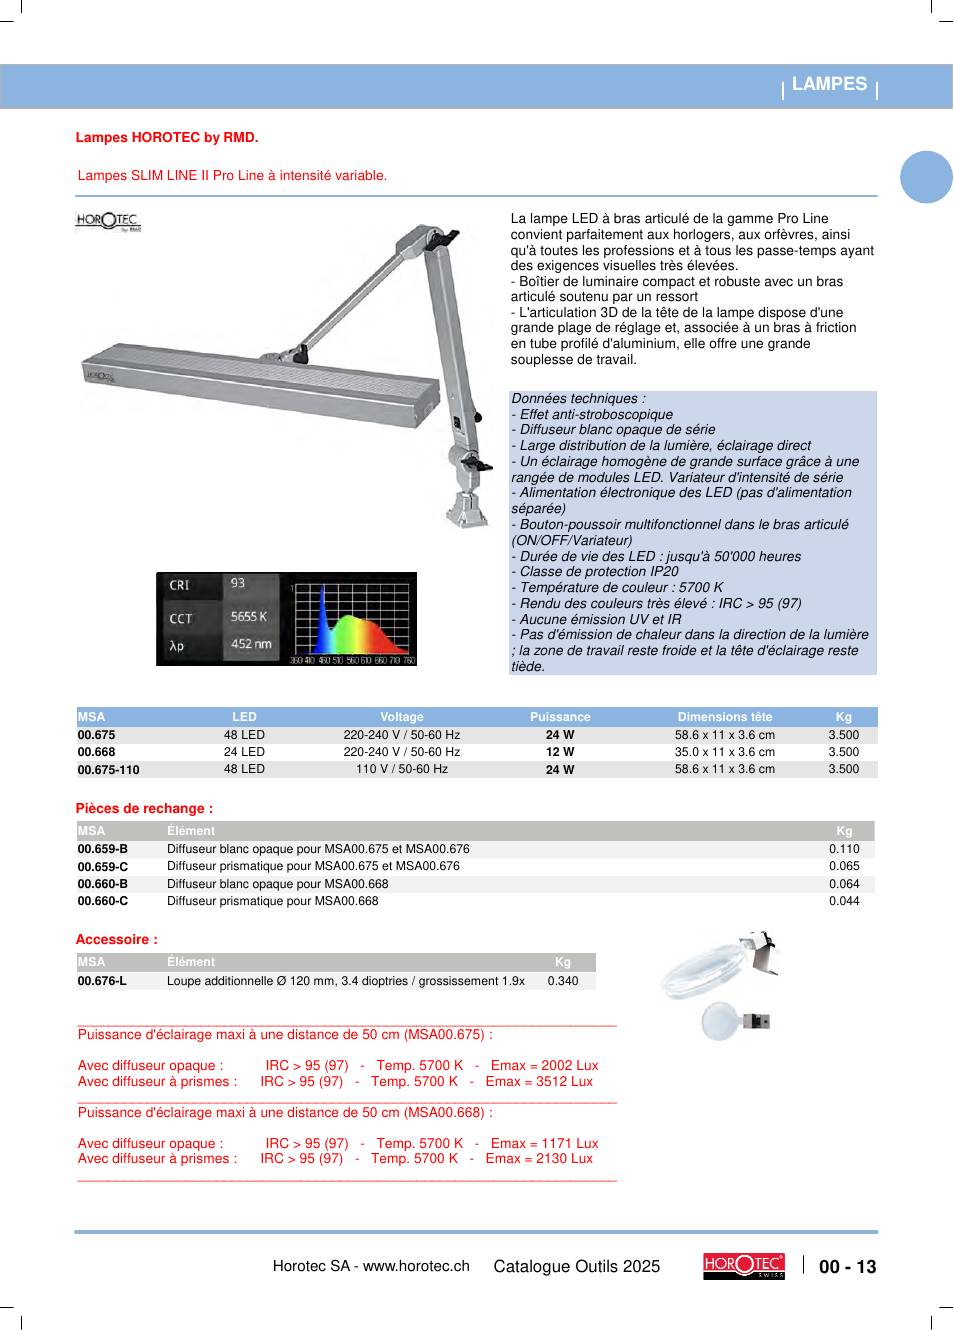 LAMPES
Lampes HOROTEC by RMD.
Lampes SLIM LINE II Pro Line à intensité variable.
HOROTEC
by RMD
La lampe LED à bras articulé de la gamme Pro Line
convient parfaitement aux horlogers, aux orfèvres, ainsi
qu'à toutes les professions et à tous les passe-temps ayant
des exigences visuelles très élevées.
- Boîtier de luminaire compact et robuste avec un bras
articulé soutenu par un ressort
- L'articulation 3D de la tête de la lampe dispose d'une
grande plage de réglage et, associée à un bras à friction
en tube profilé d'aluminium, elle offre une grande
souplesse de travail.
HOROTEC
Données techniques :
- Effet anti-stroboscopique
- Diffuseur blanc opaque de série
- Large distribution de la lumière, éclairage direct
- Un éclairage homogène de grande surface grâce à une
rangée de modules LED. Variateur d'intensité de série
- Alimentation électronique des LED (pas d'alimentation
séparée)
- Bouton-poussoir multifonctionnel dans le bras articulé
(ON/OFF/Variateur)
- Durée de vie des LED : jusqu'à 50'000 heures
- Classe de protection IP20
- Température de couleur : 5700 K
- Rendu des couleurs très élevé : IRC > 95 (97)
- Aucune émission UV et IR
- Pas d'émission de chaleur dans la direction de la lumière
; la zone de travail reste froide et la tête d'éclairage reste
tiède.
CRI 93
CCT 5655 K
λp 452 nm
1
360 410 460 510 560 610 660 710 760
MSA LED Voltage Puissance Dimensions tête Kg
00.675 48 LED 220-240 V / 50-60 Hz 24 W 58.6 x 11 x 3.6 cm 3.500
00.668 24 LED 220-240 V / 50-60 Hz 12 W 35.0 x 11 x 3.6 cm 3.500
00.675-110 48 LED 110 V / 50-60 Hz 24 W 58.6 x 11 x 3.6 cm 3.500
Pièces de rechange :
MSA Élément Kg
00.659-B Diffuseur blanc opaque pour MSA00.675 et MSA00.676 0.110
00.659-C Diffuseur prismatique pour MSA00.675 et MSA00.676 0.065
00.660-B Diffuseur blanc opaque pour MSA00.668 0.064
00.660-C Diffuseur prismatique pour MSA00.668 0.044
Accessoire :
MSA Élément Kg
00.676-L Loupe additionnelle Ø 120 mm, 3.4 dioptries / grossissement 1.9x 0.340
Puissance d'éclairage maxi à une distance de 50 cm (MSA00.675) :
Avec diffuseur opaque : IRC > 95 (97) - Temp. 5700 K - Emax = 2002 Lux
Avec diffuseur à prismes : IRC > 95 (97) - Temp. 5700 K - Emax = 3512 Lux
Puissance d'éclairage maxi à une distance de 50 cm (MSA00.668) :
Avec diffuseur opaque : IRC > 95 (97) - Temp. 5700 K - Emax = 1171 Lux
Avec diffuseur à prismes : IRC > 95 (97) - Temp. 5700 K - Emax = 2130 Lux
Horotec SA - www.horotec.ch Catalogue Outils 2025 HOROTEC SWISS 00 - 13